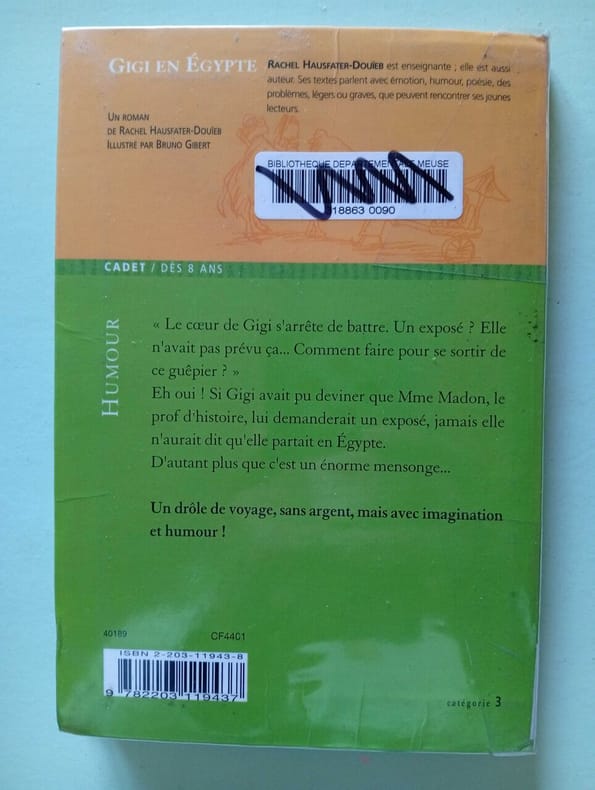 GIGI EN ÉGYPTE
RACHEL HAUSFATER-DOUÏEB est enseignante ; elle est aussi
auteur. Ses textes parlent avec émotion, humour, poésie, des
problèmes, légers ou graves, que peuvent rencontrer ses jeunes
lecteurs.
UN ROMAN
DE RACHEL HAUSFATER-DOUÏEB
ILLUSTRÉ PAR BRUNO GIBERT
BIBLIOTHEQUE DEPARTEMENTALE MEUSE
18863 0090
CADET / DÈS 8 ANS
HUMOUR
« Le cœur de Gigi s'arrête de battre. Un exposé ? Elle
n'avait pas prévu ça... Comment faire pour se sortir de
ce guêpier ? »
Eh oui ! Si Gigi avait pu deviner que Mme Madon, le
prof d'histoire, lui demanderait un exposé, jamais elle
n'aurait dit qu'elle partait en Égypte.
D'autant plus que c'est un énorme mensonge...
Un drôle de voyage, sans argent, mais avec imagination
et humour !
40189 CF4401
ISBN 2-203-11943-8
9 782203 119437
catégorie 3